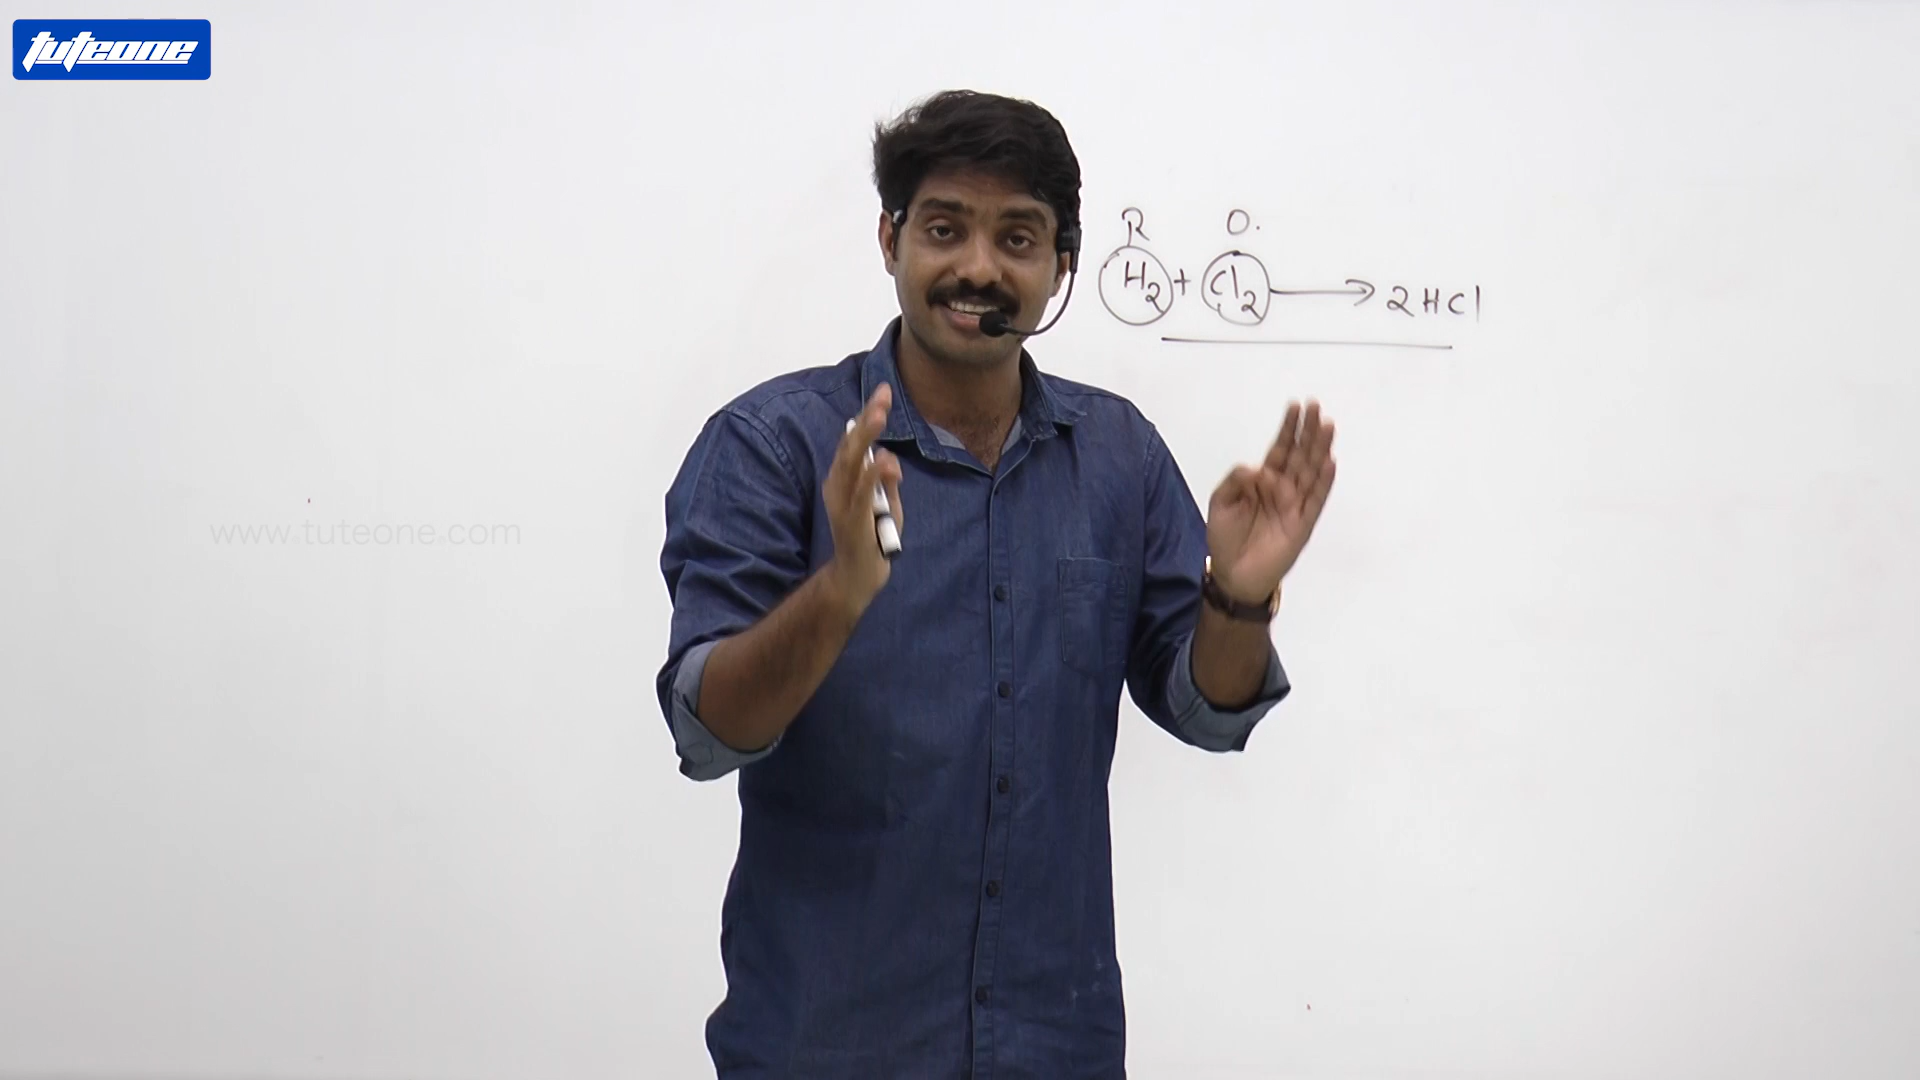 tuteone
R O.
H₂ + Cl₂ → 2HCl
www.tuteone.com